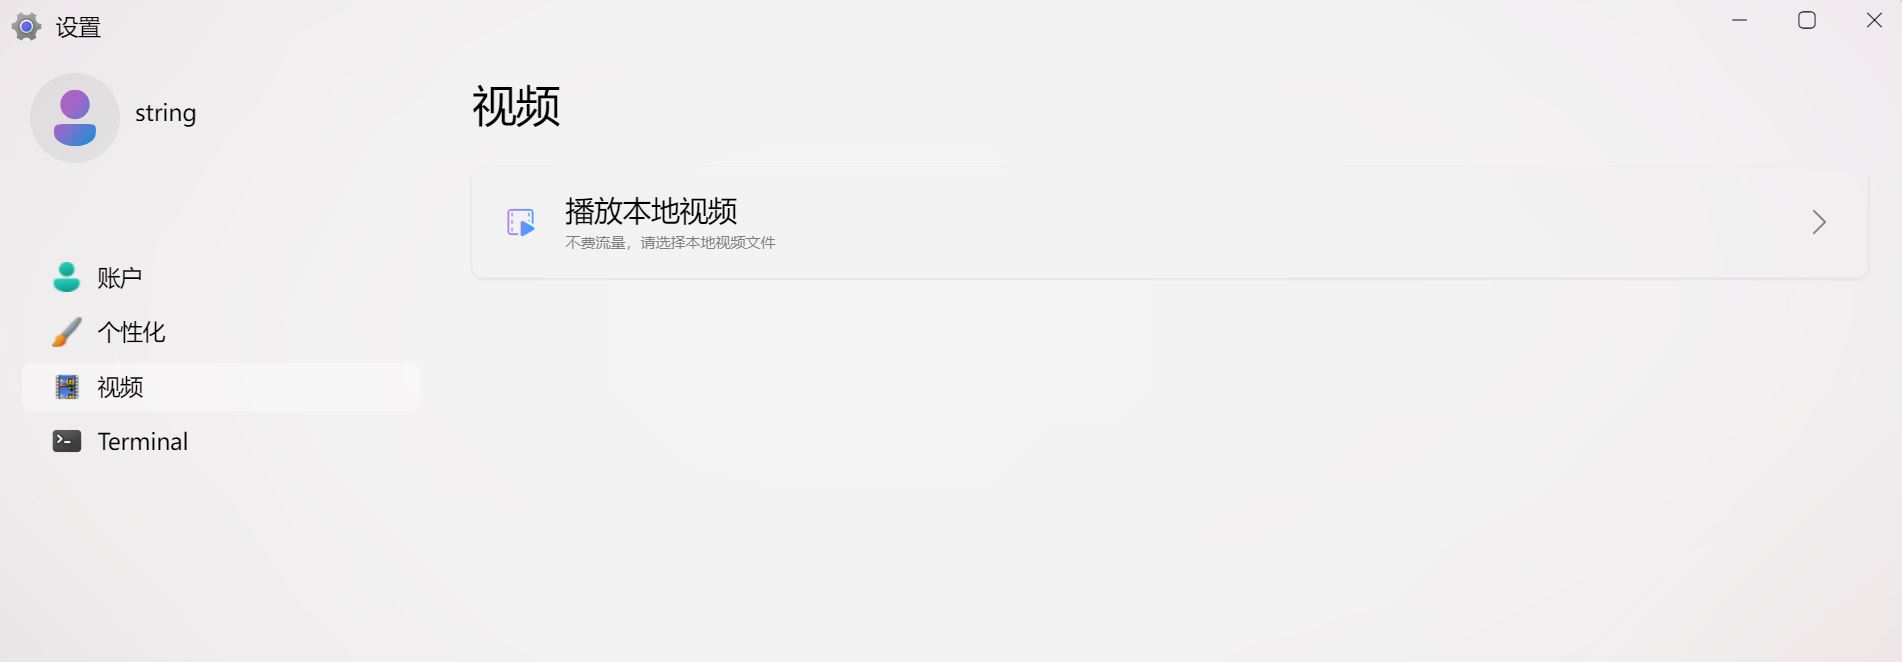 设置
string
账户
个性化
视频
Terminal
视频
播放本地视频
不费流量，请选择本地视频文件